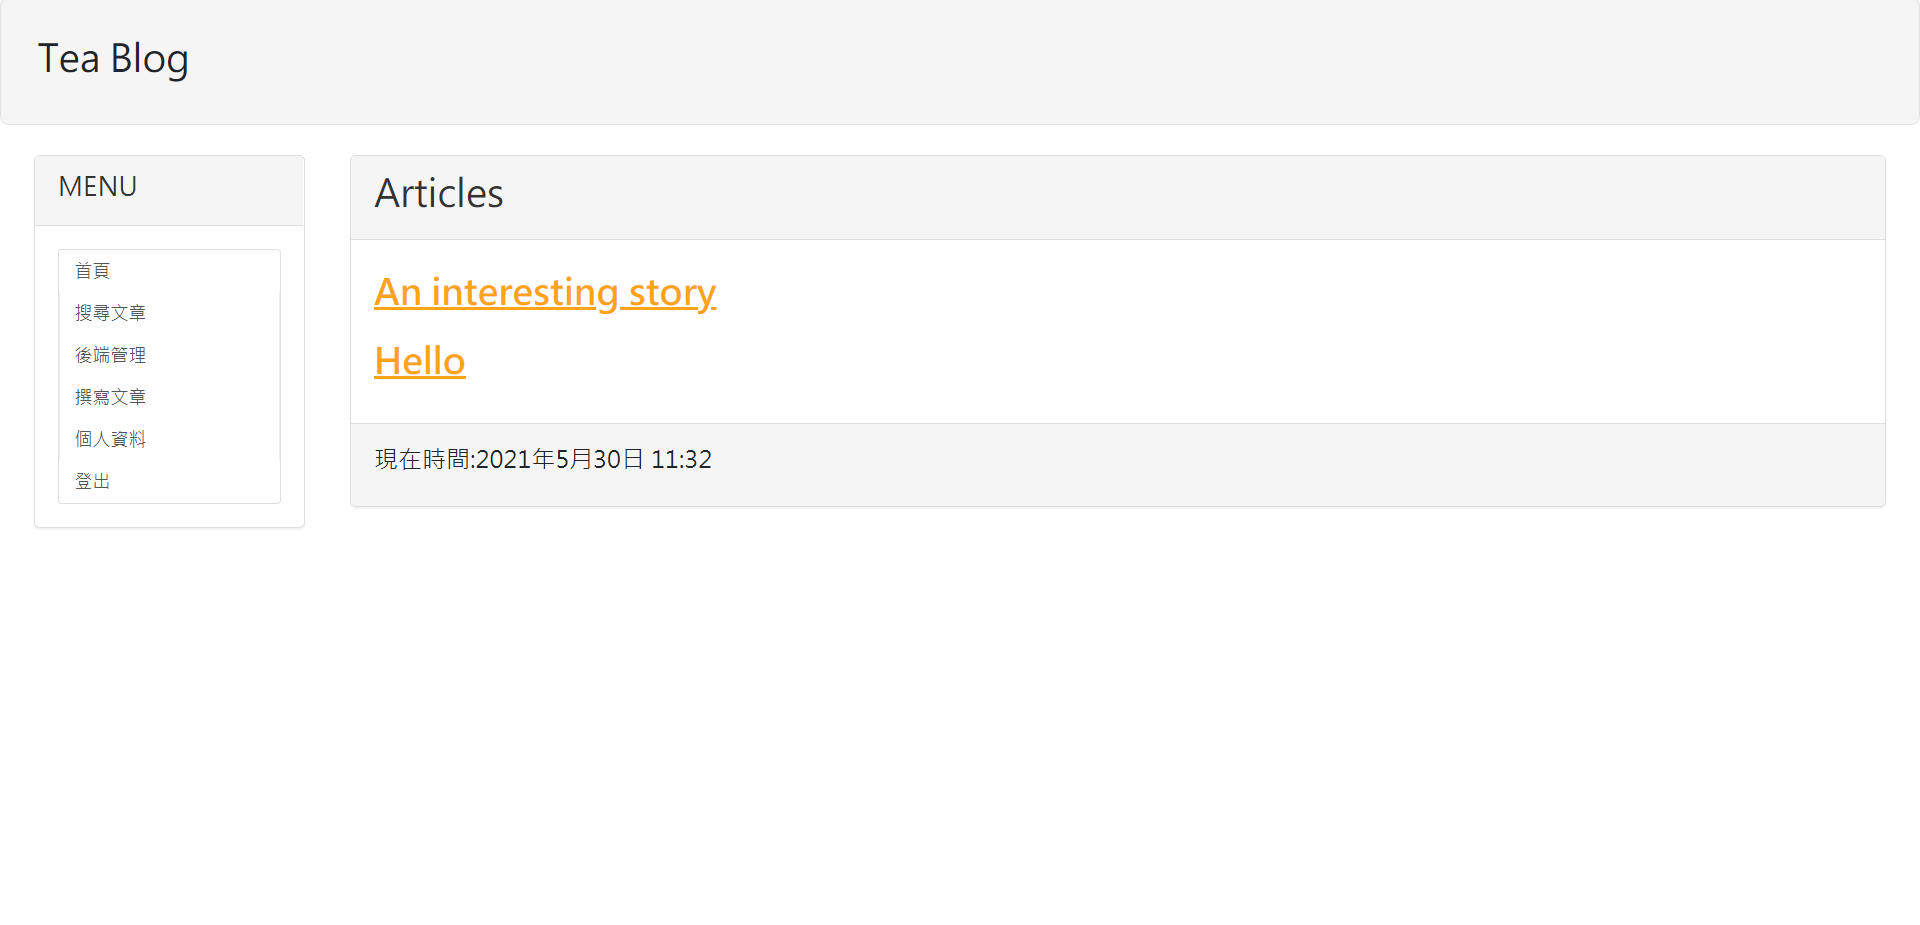 Tea Blog
MENU
首頁
搜尋文章
後端管理
撰寫文章
個人資料
登出
Articles
An interesting story
Hello
現在時間:2021年5月30日 11:32